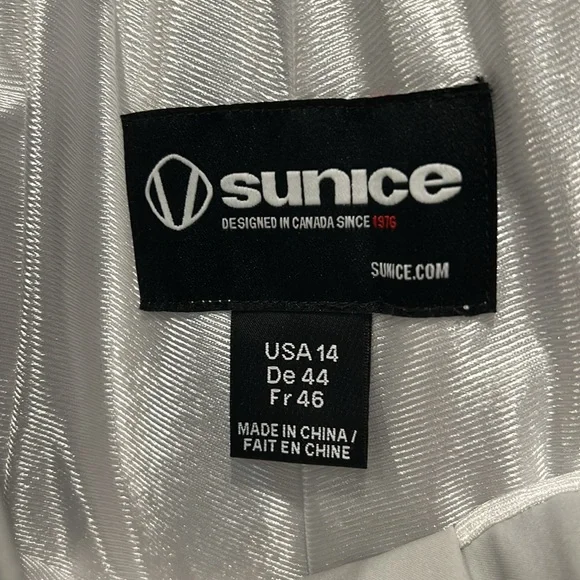 sunice
DESIGNED IN CANADA SINCE 1976
SUNICE.COM
USA 14
De 44
Fr 46
MADE IN CHINA /
FAIT EN CHINE